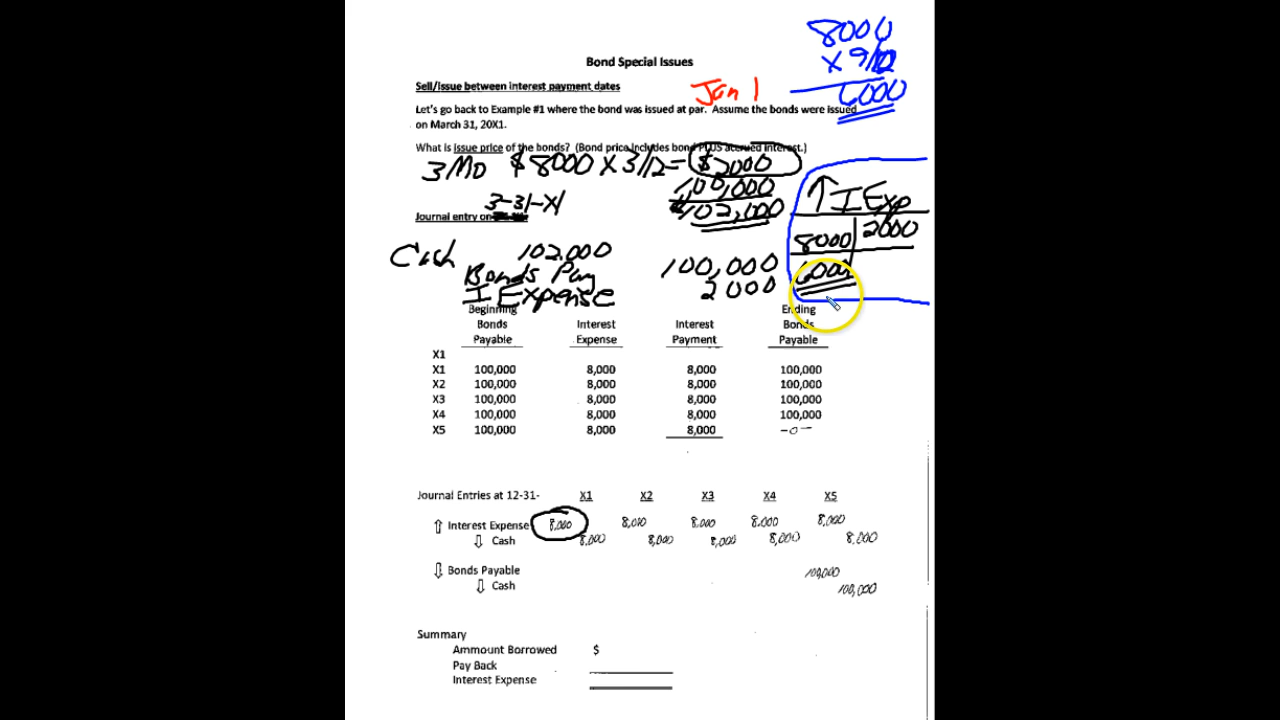 8000
X 9/12
6000
Bond Special Issues
Sell/Issue between interest payment dates
Jan 1
Let's go back to Example #1 where the bond was issued at par. Assume the bonds were issued
on March 31, 20X1.
What is issue price of the bonds? (Bond price includes bond PLUS accrued interest.)
3 Mo $8000 X 3/12 = $2000
100,000
102,000
↑ I Exp
8000 2000
6000
3-31-X1
Journal entry on
Cash 102,000
Bonds Pay 100,000
I Expense 2000
Beginning Ending
Bonds Interest Interest Bonds
Payable Expense Payment Payable
X1
X1 100,000 8,000 8,000 100,000
X2 100,000 8,000 8,000 100,000
X3 100,000 8,000 8,000 100,000
X4 100,000 8,000 8,000 100,000
X5 100,000 8,000 8,000 -0-
Journal Entries at 12-31- X1 X2 X3 X4 X5
⇧ Interest Expense 8,000 8,000 8,000 8,000 8,000
⇩ Cash 8,000 8,000 8,000 8,000 8,000
⇩ Bonds Payable 100,000
⇩ Cash 100,000
Summary
Ammount Borrowed $
Pay Back
Interest Expense